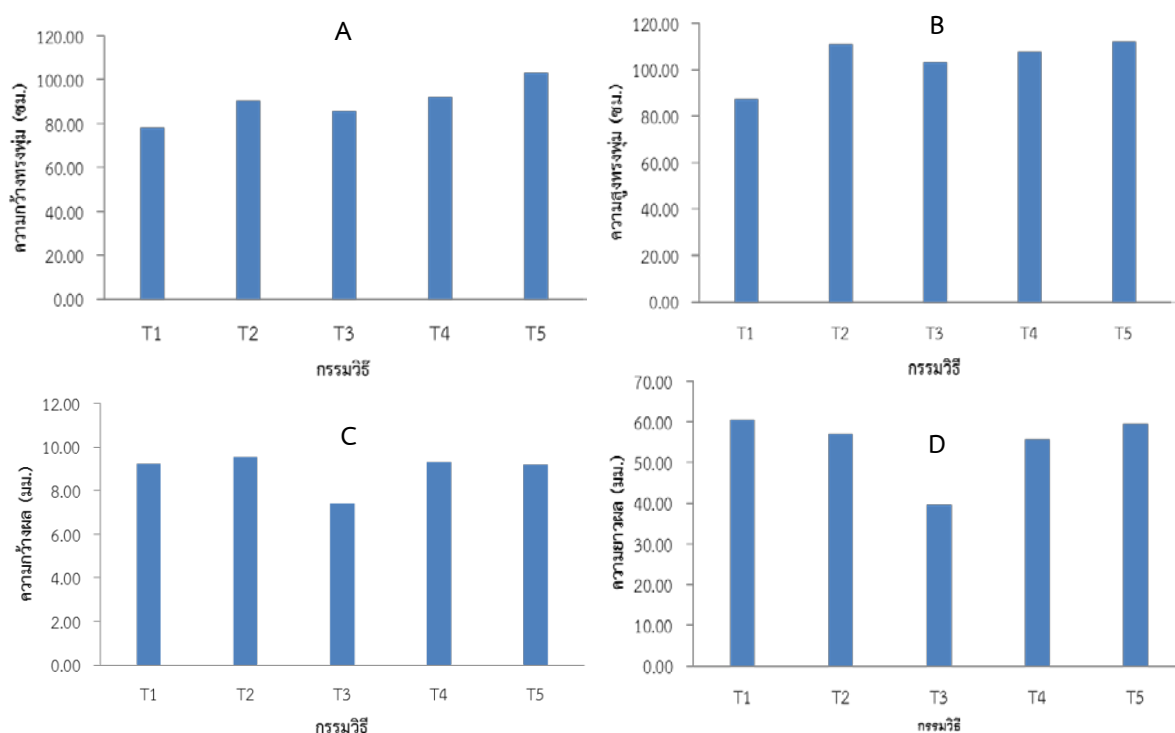 A
120.00
100.00
80.00
60.00
40.00
20.00
0.00
ความกว้างทรงพุ่ม (ซม.)
T1 T2 T3 T4 T5
กรรมวิธี
B
120.00
100.00
80.00
60.00
40.00
20.00
0.00
ความสูงทรงพุ่ม (ซม.)
T1 T2 T3 T4 T5
กรรมวิธี
C
12.00
10.00
8.00
6.00
4.00
2.00
0.00
ความกว้างผล (มม.)
T1 T2 T3 T4 T5
กรรมวิธี
D
70.00
60.00
50.00
40.00
30.00
20.00
10.00
0.00
ความยาวผล (มม.)
T1 T2 T3 T4 T5
กรรมวิธี